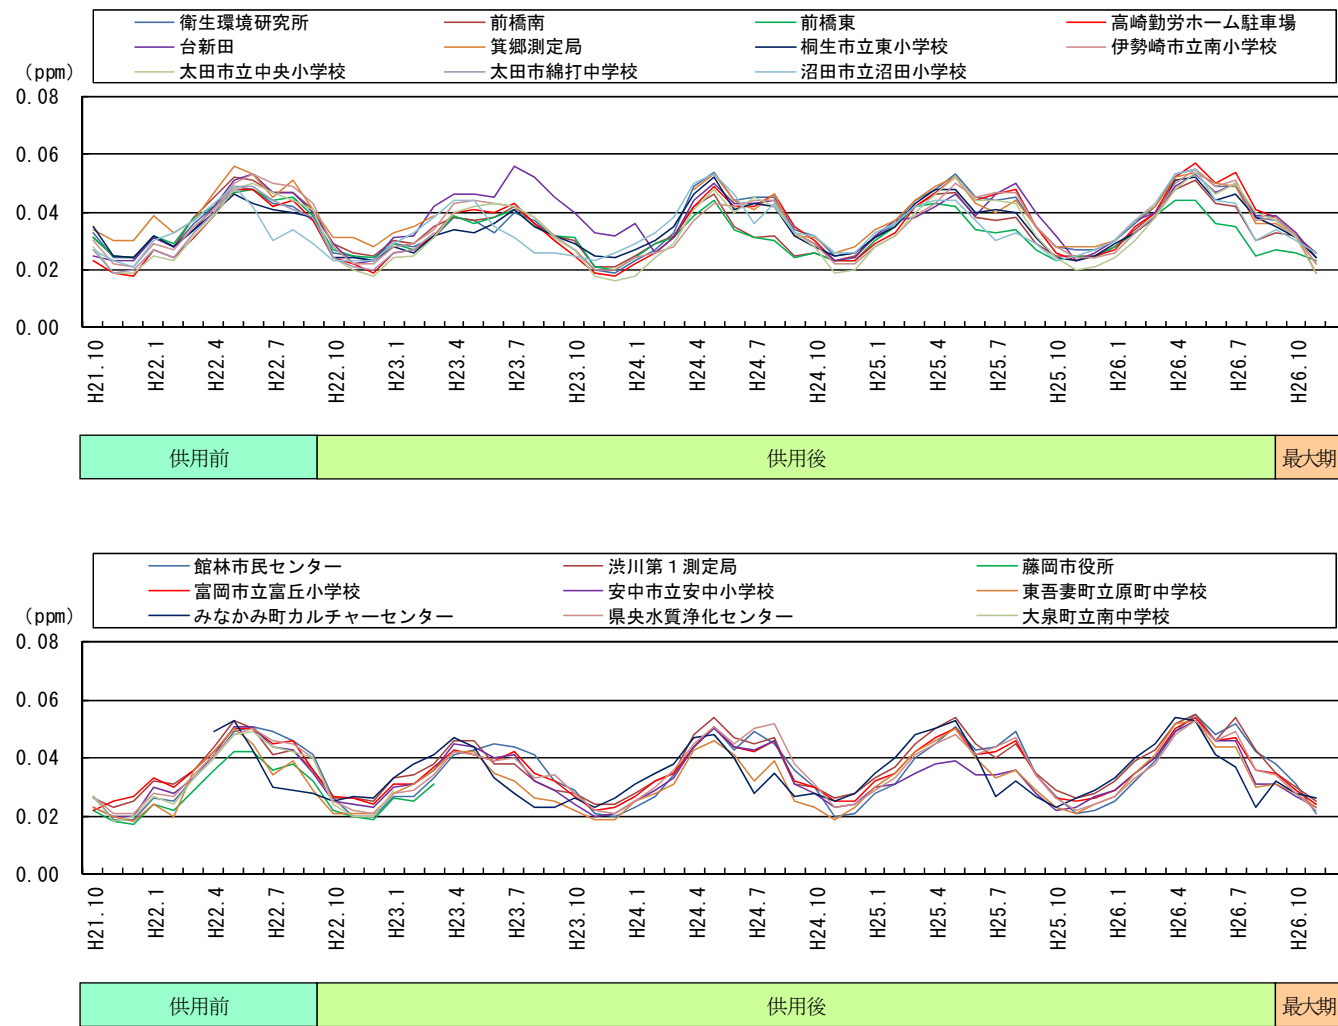 衛生環境研究所 前橋南 前橋東 高崎勤労ホーム駐車場
台新田 箕郷測定局 桐生市立東小学校 伊勢崎市立南小学校
太田市立中央小学校 太田市綿打中学校 沼田市立沼田小学校
(ppm)
0.08
0.06
0.04
0.02
0.00
H21.10 H22.1 H22.4 H22.7 H22.10 H23.1 H23.4 H23.7 H23.10 H24.1 H24.4 H24.7 H24.10 H25.1 H25.4 H25.7 H25.10 H26.1 H26.4 H26.7 H26.10
供用前 供用後 最大期
館林市民センター 渋川第1測定局 藤岡市役所
富岡市立富丘小学校 安中市立安中小学校 東吾妻町立原町中学校
みなかみ町カルチャーセンター 県央水質浄化センター 大泉町立南中学校
(ppm)
0.08
0.06
0.04
0.02
0.00
H21.10 H22.1 H22.4 H22.7 H22.10 H23.1 H23.4 H23.7 H23.10 H24.1 H24.4 H24.7 H24.10 H25.1 H25.4 H25.7 H25.10 H26.1 H26.4 H26.7 H26.10
供用前 供用後 最大期